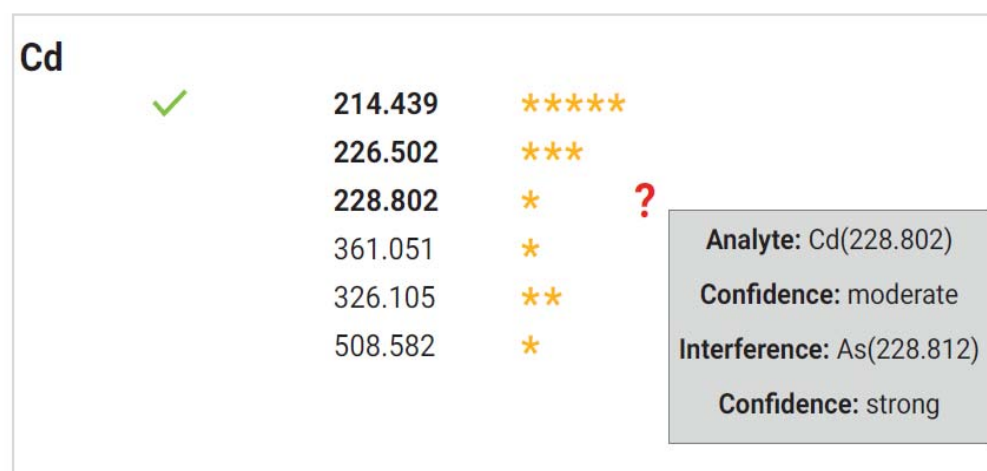 Cd
214.439 *****
226.502 ***
228.802 * ?
361.051 *
326.105 **
508.582 *
Analyte: Cd(228.802)
Confidence: moderate
Interference: As(228.812)
Confidence: strong